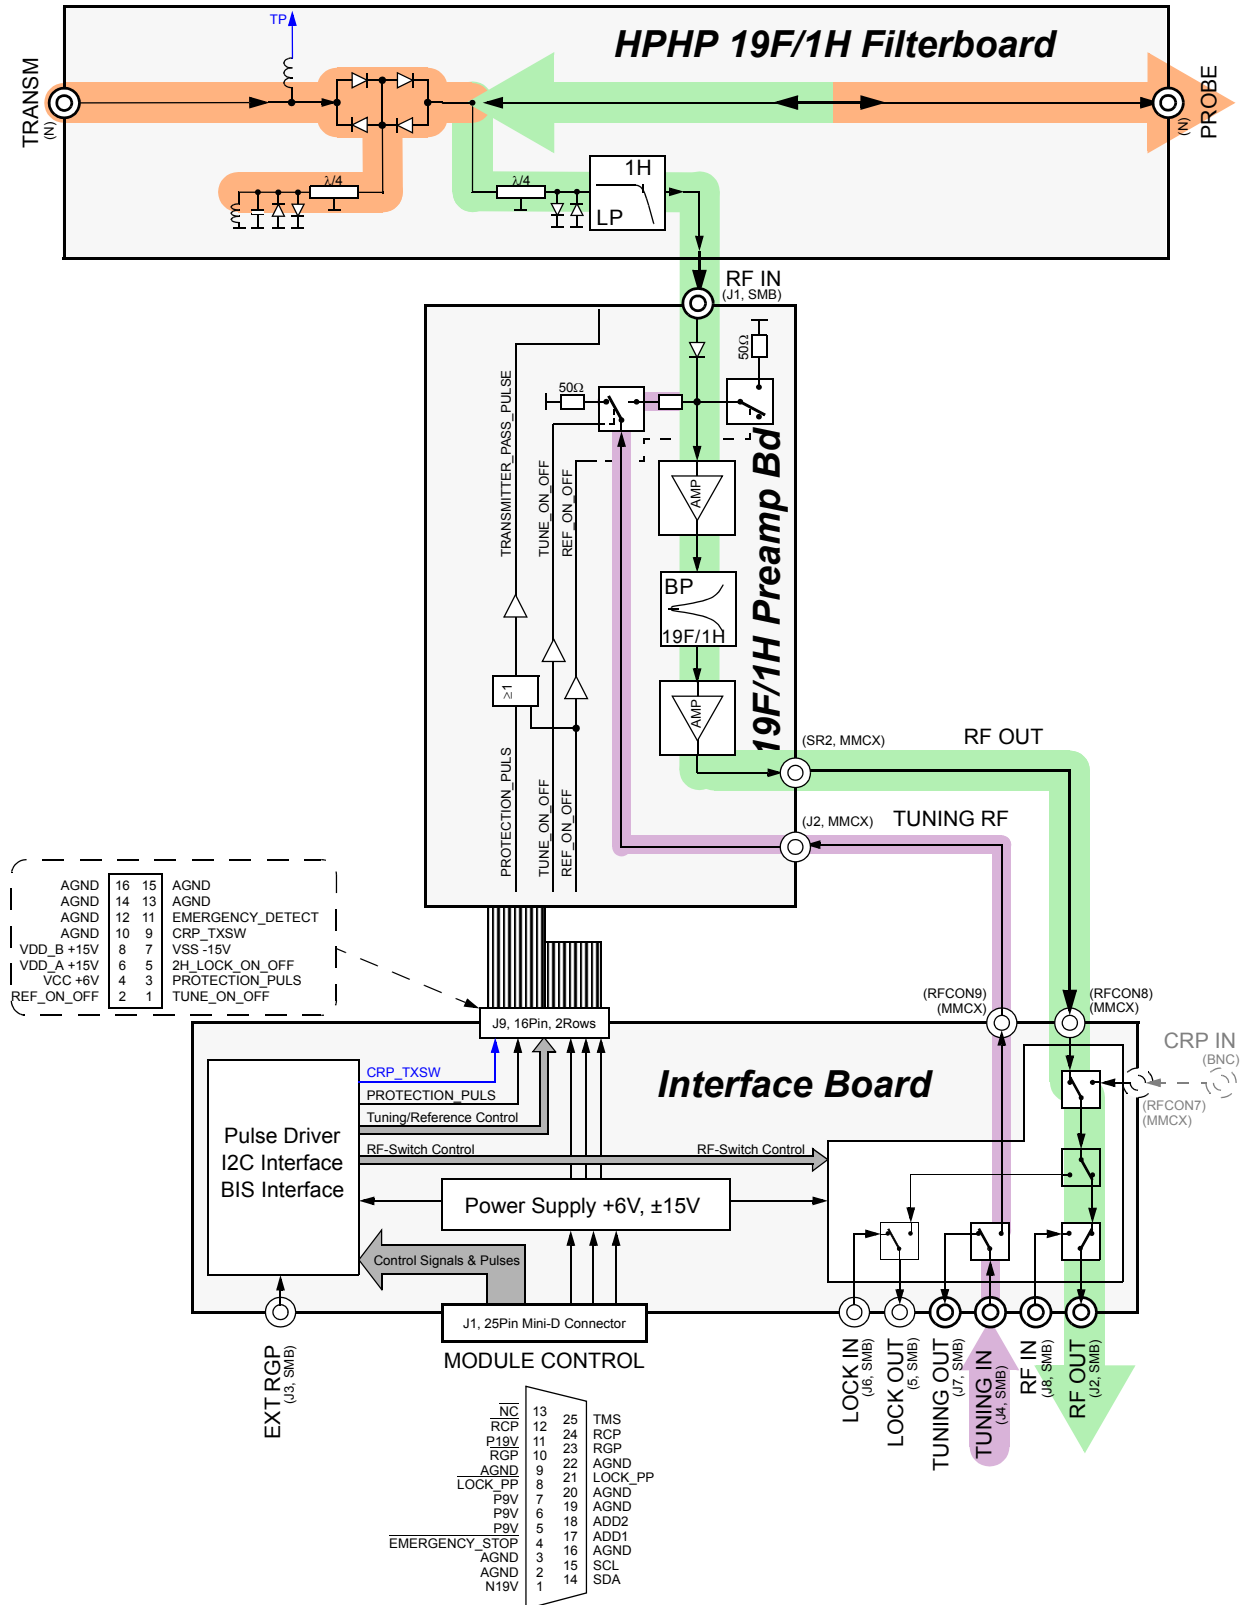 HPHP 19F/1H Filterboard
TP
TRANSM
(N)
PROBE
(N)
λ/4
λ/4
1H
LP
RF IN
(J1, SMB)
50Ω
50Ω
TRANSMITTER_PASS_PULSE
TUNE_ON_OFF
REF_ON_OFF
AMP
BP
19F/1H
AMP
19F/1H Preamp Bd
≥1
PROTECTION_PULS
TUNE_ON_OFF
REF_ON_OFF
(SR2, MMCX)
RF OUT
(J2, MMCX)
TUNING RF
AGND 16 15 AGND
AGND 14 13 AGND
AGND 12 11 EMERGENCY_DETECT
AGND 10 9 CRP_TXSW
VDD_B +15V 8 7 VSS -15V
VDD_A +15V 6 5 2H_LOCK_ON_OFF
VCC +6V 4 3 PROTECTION_PULS
REF_ON_OFF 2 1 TUNE_ON_OFF
(RFCON9)
(MMCX)
(RFCON8)
(MMCX)
J9, 16Pin, 2Rows
CRP IN
(BNC)
(RFCON7)
(MMCX)
Interface Board
CRP_TXSW
PROTECTION_PULS
Tuning/Reference Control
RF-Switch Control
RF-Switch Control
Pulse Driver
I2C Interface
BIS Interface
Power Supply +6V, ±15V
Control Signals & Pulses
J1, 25Pin Mini-D Connector
MODULE CONTROL
EXT RGP
(J3, SMB)
LOCK IN
(J6, SMB)
LOCK OUT
(5, SMB)
TUNING OUT
(J7, SMB)
TUNING IN
(J4, SMB)
RF IN
(J8, SMB)
RF OUT
(J2, SMB)
NC 13
25 TMS
RCP 12
24 RCP
P19V 11
23 RGP
RGP 10
22 AGND
AGND 9
21 LOCK_PP
LOCK_PP 8
20 AGND
P9V 7
19 AGND
P9V 6
18 ADD2
P9V 5
17 ADD1
EMERGENCY_STOP 4
16 AGND
AGND 3
15 SCL
AGND 2
14 SDA
N19V 1